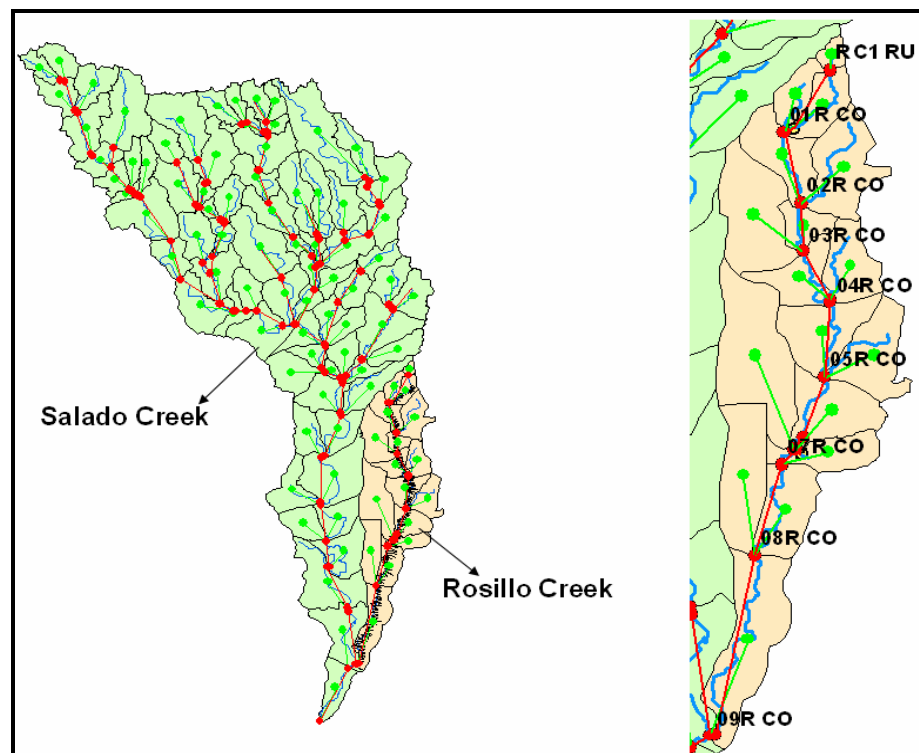 Salado Creek
Rosillo Creek
RC1 RU
01R CO
02R CO
03R CO
04R CO
05R CO
07R CO
08R CO
09R CO